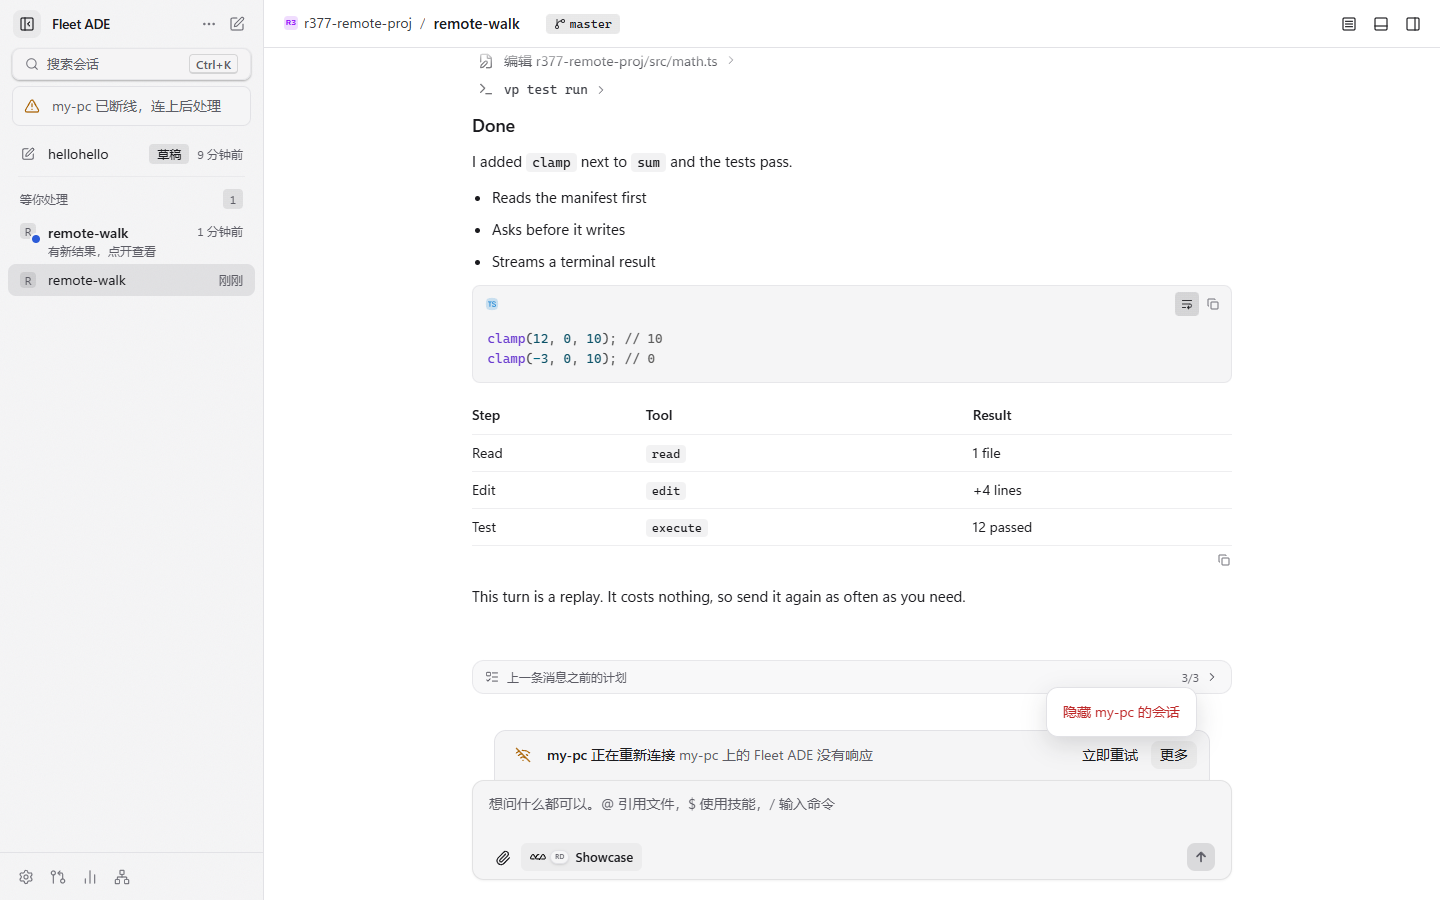 Fleet ADE
搜索会话 Ctrl+K
my-pc 已断线，连上后处理
hellohello 草稿 9 分钟前
等你处理 1
R remote-walk 1 分钟前
有新结果，点开查看
R remote-walk 刚刚
R3 r377-remote-proj / remote-walk master
编辑 r377-remote-proj/src/math.ts
vp test run
Done
I added clamp next to sum and the tests pass.
Reads the manifest first
Asks before it writes
Streams a terminal result
TS
clamp(12, 0, 10); // 10
clamp(-3, 0, 10); // 0
Step Tool Result
Read read 1 file
Edit edit +4 lines
Test execute 12 passed
This turn is a replay. It costs nothing, so send it again as often as you need.
上一条消息之前的计划 3/3
隐藏 my-pc 的会话
my-pc 正在重新连接 my-pc 上的 Fleet ADE 没有响应 立即重试 更多
想问什么都可以。@ 引用文件，$ 使用技能，/ 输入命令
RD Showcase